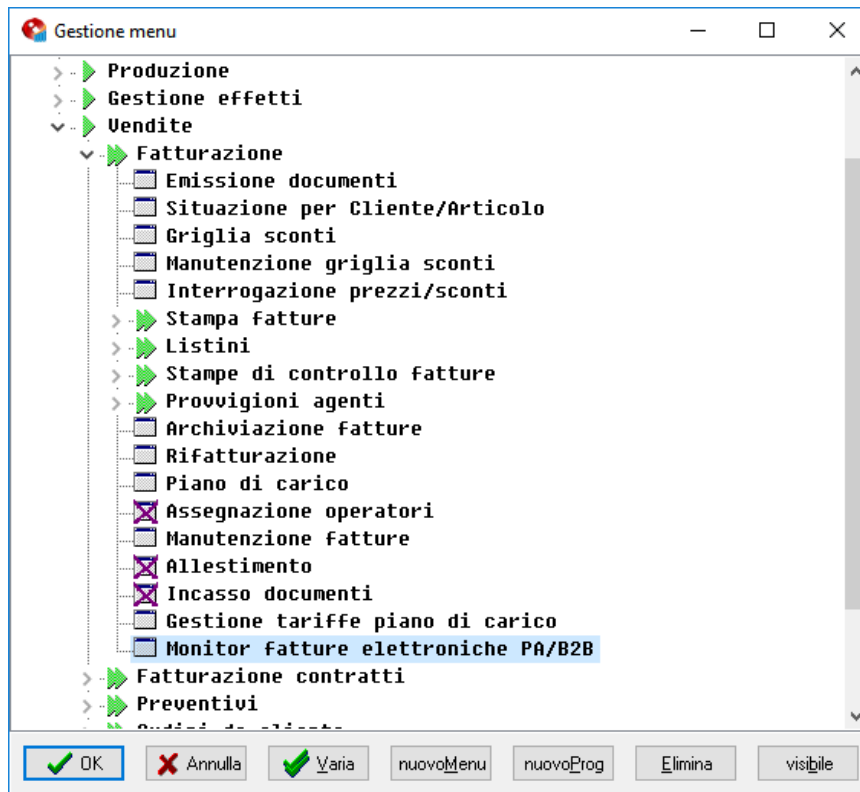 Gestione menu
Produzione
Gestione effetti
Vendite
Fatturazione
Emissione documenti
Situazione per Cliente/Articolo
Griglia sconti
Manutenzione griglia sconti
Interrogazione prezzi/sconti
Stampa fatture
Listini
Stampe di controllo fatture
Provvigioni agenti
Archiviazione fatture
Rifatturazione
Piano di carico
Assegnazione operatori
Manutenzione fatture
Allestimento
Incasso documenti
Gestione tariffe piano di carico
Monitor fatture elettroniche PA/B2B
Fatturazione contratti
Preventivi
Ordini da cliente
OK Annulla Varia nuovoMenu nuovoProg Elimina visibile